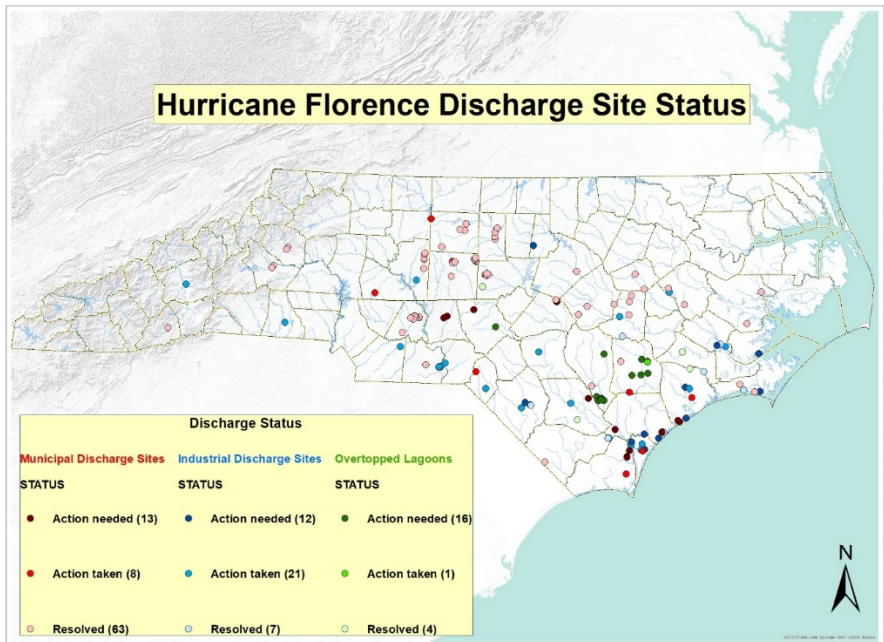 Hurricane Florence Discharge Site Status
Discharge Status
Municipal Discharge Sites Industrial Discharge Sites Overtopped Lagoons
STATUS STATUS STATUS
Action needed (13) Action needed (12) Action needed (16)
Action taken (8) Action taken (21) Action taken (1)
Resolved (63) Resolved (7) Resolved (4)
N